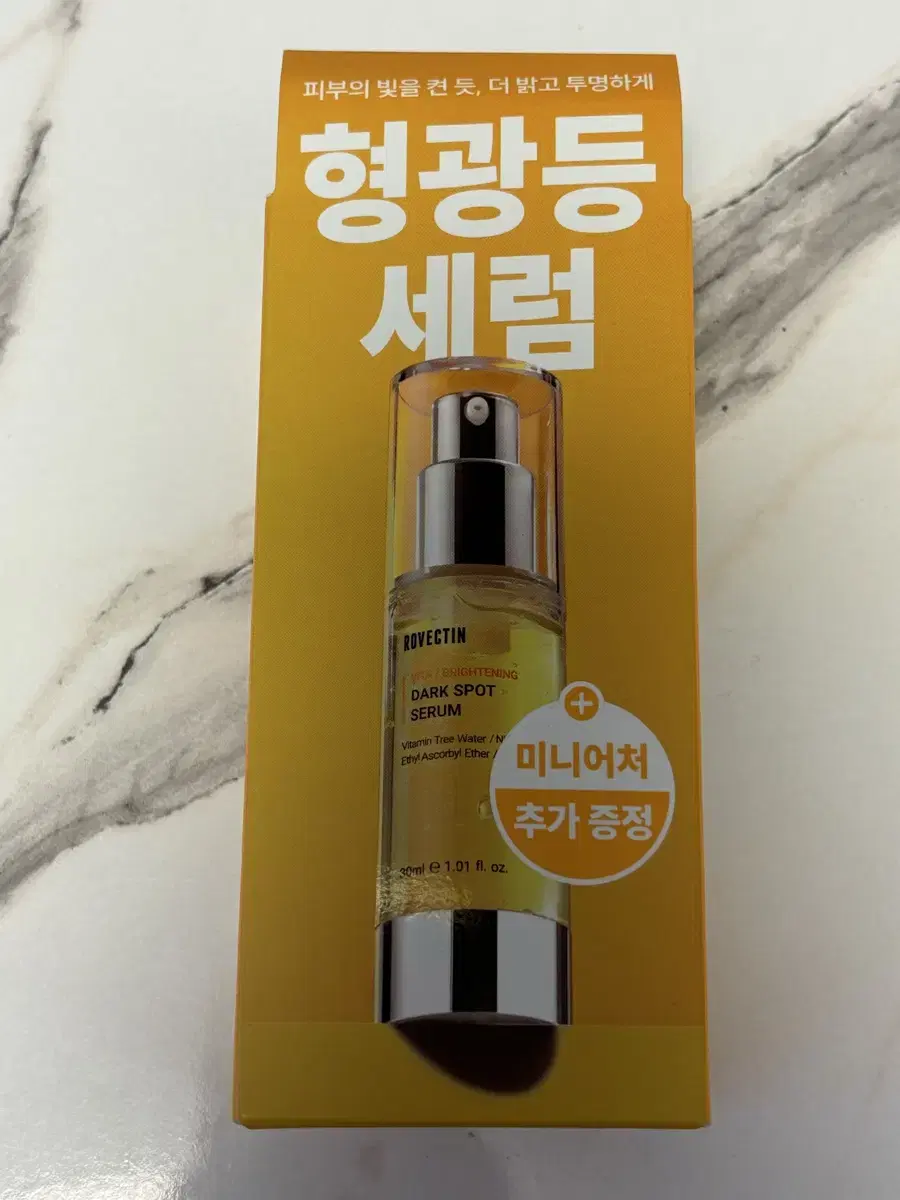 피부의 빛을 켠 듯, 더 밝고 투명하게
형광등
세럼
ROVECTIN
VITA / BRIGHTENING
DARK SPOT
SERUM
Vitamin Tree Water /
Ethyl Ascorbyl Ether /
30ml ℮ 1.01 fl. oz.
+
미니어처
추가 증정